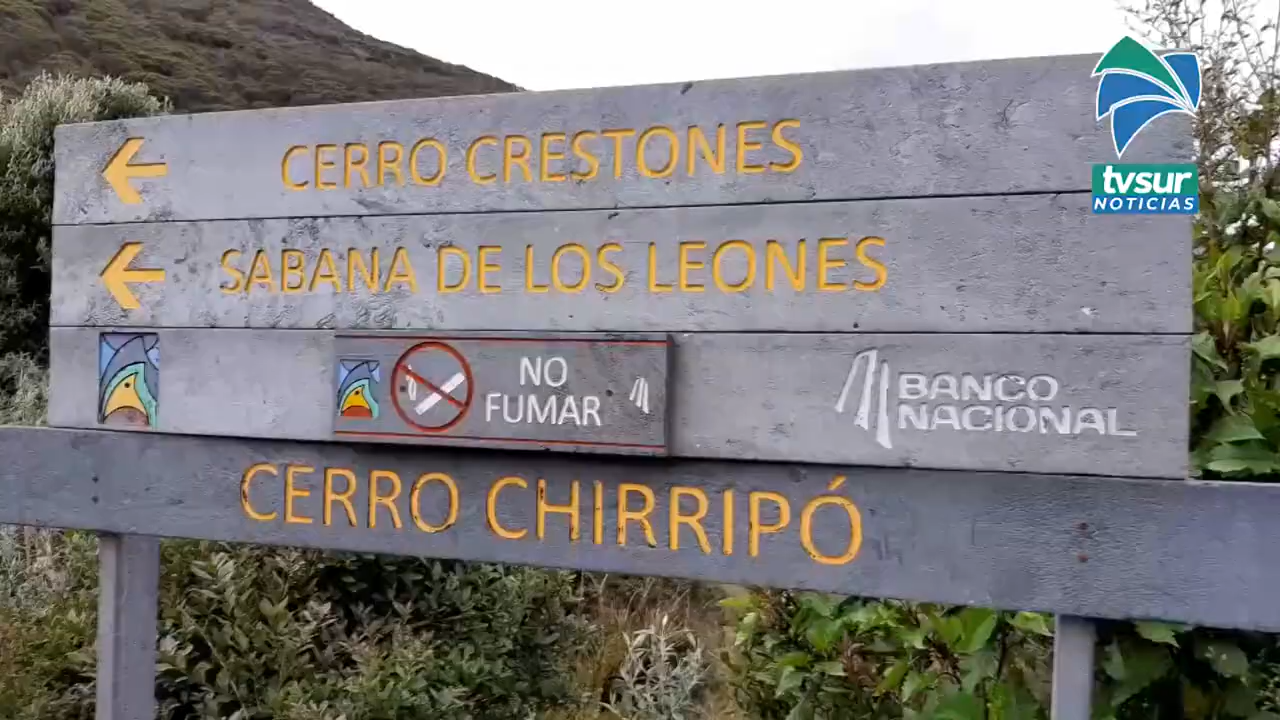 CERRO CRESTONES
SABANA DE LOS LEONES
NO
FUMAR
BANCO
NACIONAL
CERRO CHIRRIPÓ
tvsur
NOTICIAS